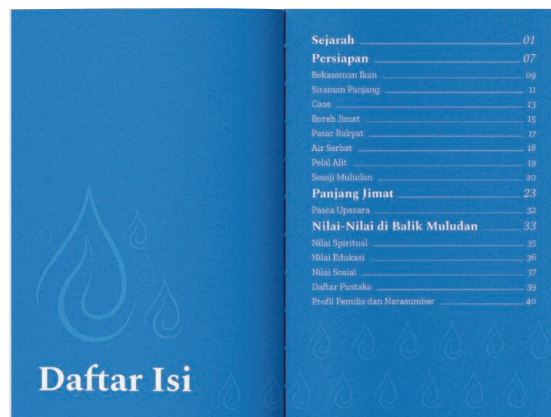 Daftar Isi
Sejarah 01
Persiapan 07
Bekaseman Ikan 09
Siraman Panjang 11
Caos 13
Boreh Jimat 15
Pasar Rakyat 17
Air Serbat 18
Pelal Alit 19
Sesaji Muludan 20
Panjang Jimat 23
Pasca Upacara 32
Nilai-Nilai di Balik Muludan 33
Nilai Spiritual 35
Nilai Edukasi 36
Nilai Sosial 37
Daftar Pustaka 39
Profil Penulis dan Narasumber 40